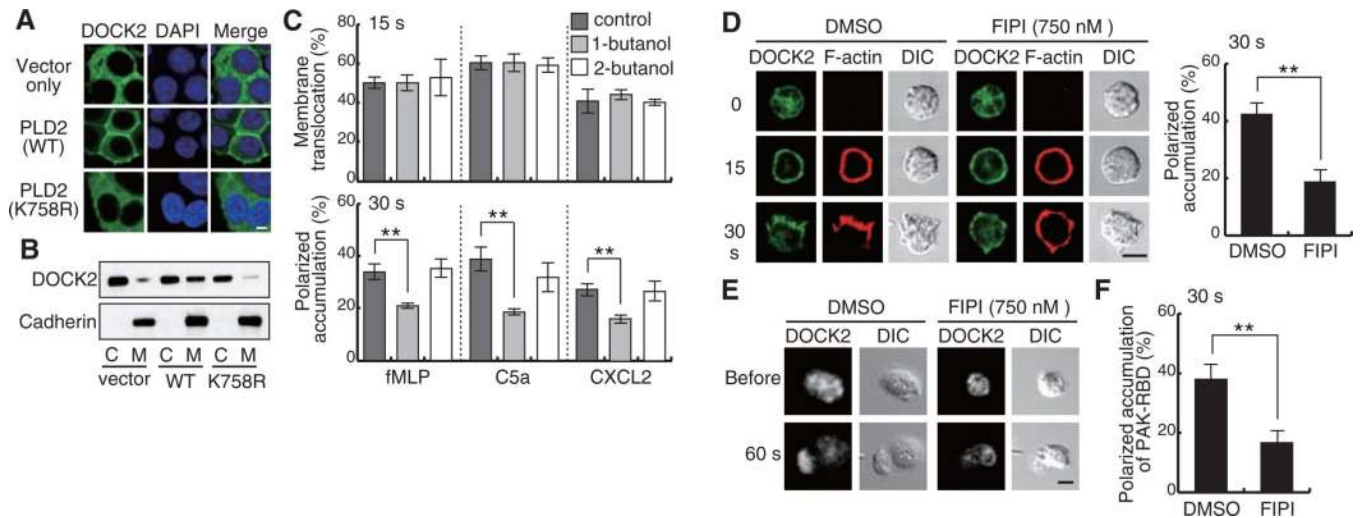 A
DOCK2 DAPI Merge
Vector
only
PLD2
(WT)
PLD2
(K758R)
B
DOCK2
Cadherin
C M C M C M
vector WT K758R
C
15 s
Membrane
translocation (%)
80
60
40
20
0
control
1-butanol
2-butanol
30 s
Polarized
accumulation (%)
60
40
20
0
** ** **
fMLP C5a CXCL2
D
DMSO FIPI (750 nM )
DOCK2 F-actin DIC DOCK2 F-actin DIC
0
15
30
s
30 s
Polarized
accumulation (%)
60
40
20
0
**
DMSO FIPI
E
DMSO FIPI (750 nM )
DOCK2 DIC DOCK2 DIC
Before
60 s
F
30 s
Polarized accumulation
of PAK-RBD (%)
60
40
20
0
**
DMSO FIPI